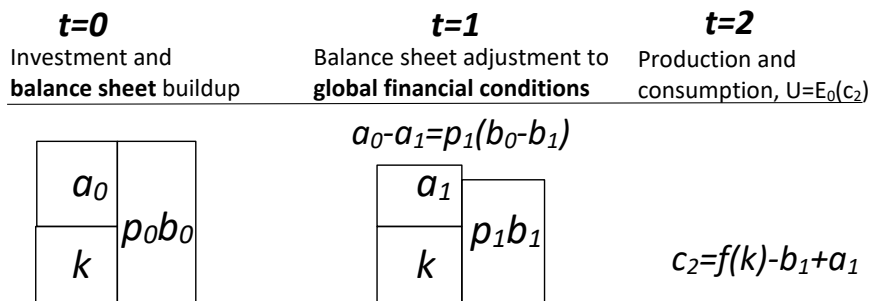 t=0
Investment and
balance sheet buildup
a₀
k
p₀b₀
t=1
Balance sheet adjustment to
global financial conditions
a₀-a₁=p₁(b₀-b₁)
a₁
k
p₁b₁
t=2
Production and
consumption, U=E₀(c₂)
c₂=f(k)-b₁+a₁